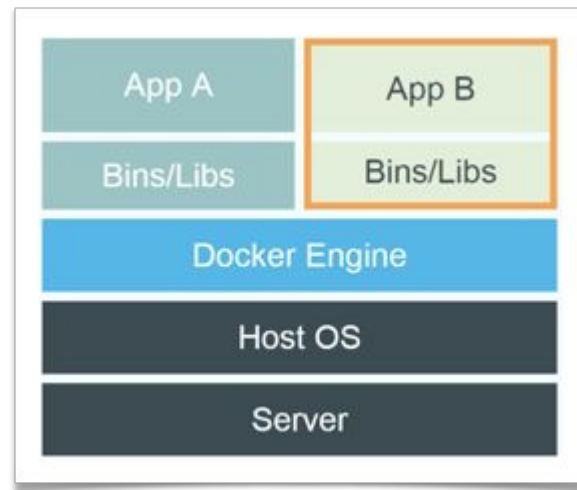 App A App B
Bins/Libs Bins/Libs
Docker Engine
Host OS
Server